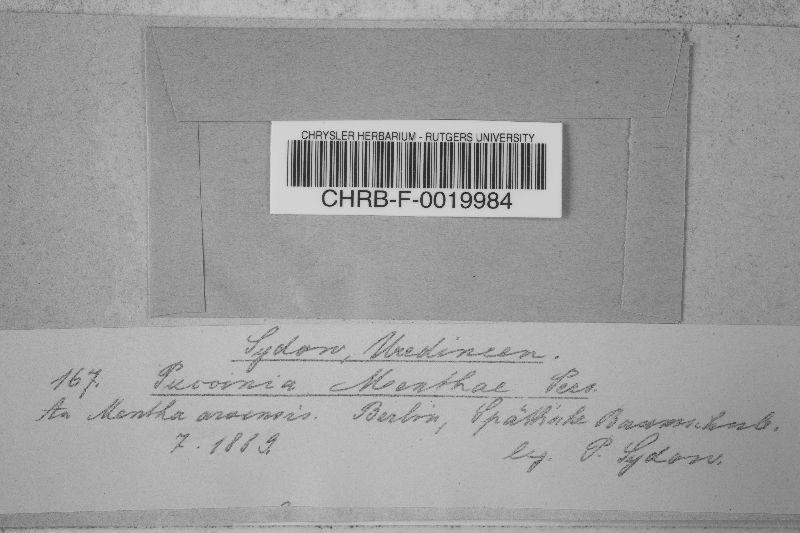 CHRYSLER HERBARIUM - RUTGERS UNIVERSITY
CHRB-F-0019984
Sydow, Uredineen.
167. Puccinia Menthae Pers.
An Mentha arvensis. Berlin, Späthsche Baumschule.
7. 1889. leg. P. Sydow.